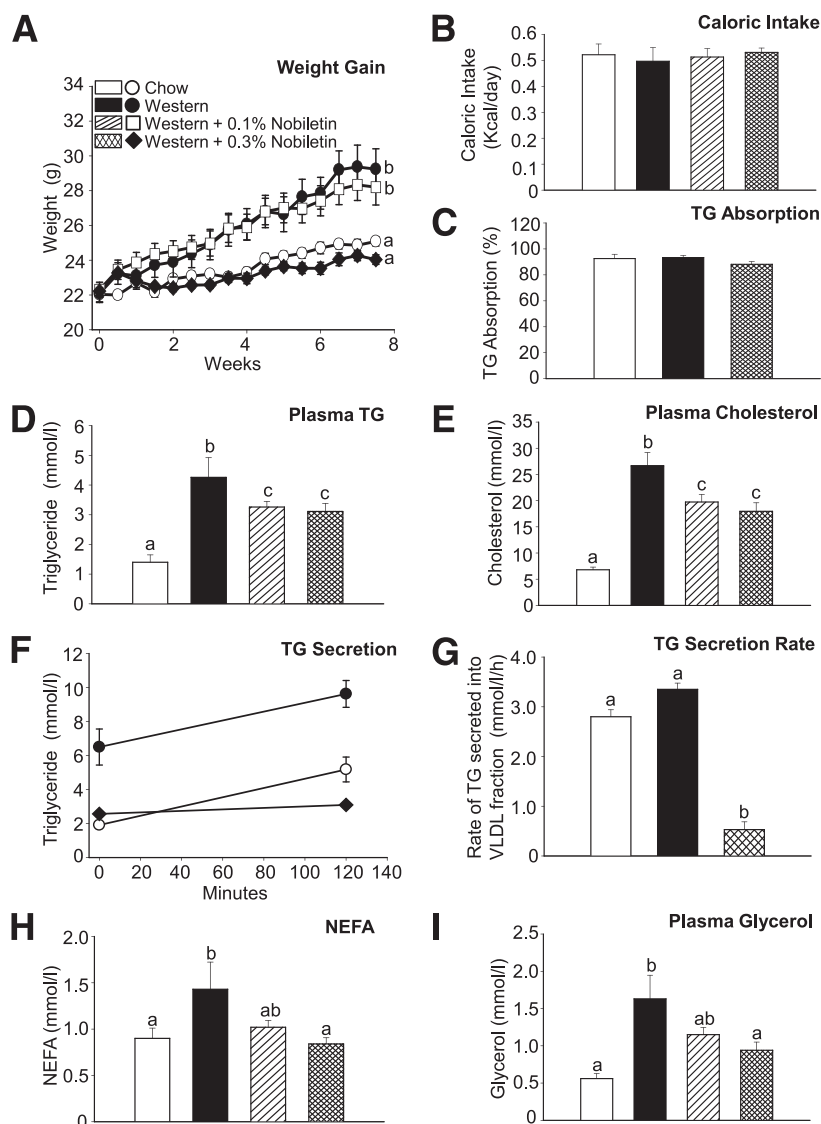 A
Weight Gain
Chow
Western
Western + 0.1% Nobiletin
Western + 0.3% Nobiletin
Weight (g)
34
32
30
28
26
24
22
20
b
b
a
a
0 2 4 6 8
Weeks
B
Caloric Intake
Caloric Intake
(Kcal/day)
0.6
0.5
0.4
0.3
0.2
0.1
0
C
TG Absorption
TG Absorption (%)
120
100
80
60
40
20
0
D
Plasma TG
Triglyceride (mmol/l)
6
5
4
3
2
1
0
a
b
c
c
E
Plasma Cholesterol
Cholesterol (mmol/l)
35
30
25
20
15
10
5
0
a
b
c
c
F
TG Secretion
Triglyceride (mmol/l)
12
10
8
6
4
2
0
0 20 40 60 80 100 120 140
Minutes
G
TG Secretion Rate
Rate of TG secreted into
VLDL fraction (mmol/l/h)
4.0
3.0
2.0
1.0
0
a
a
b
H
NEFA
NEFA (mmol/l)
2.0
1.5
1.0
0.5
0
a
b
ab
a
I
Plasma Glycerol
Glycerol (mmol/l)
2.5
2.0
1.5
1.0
0.5
0
a
b
ab
a